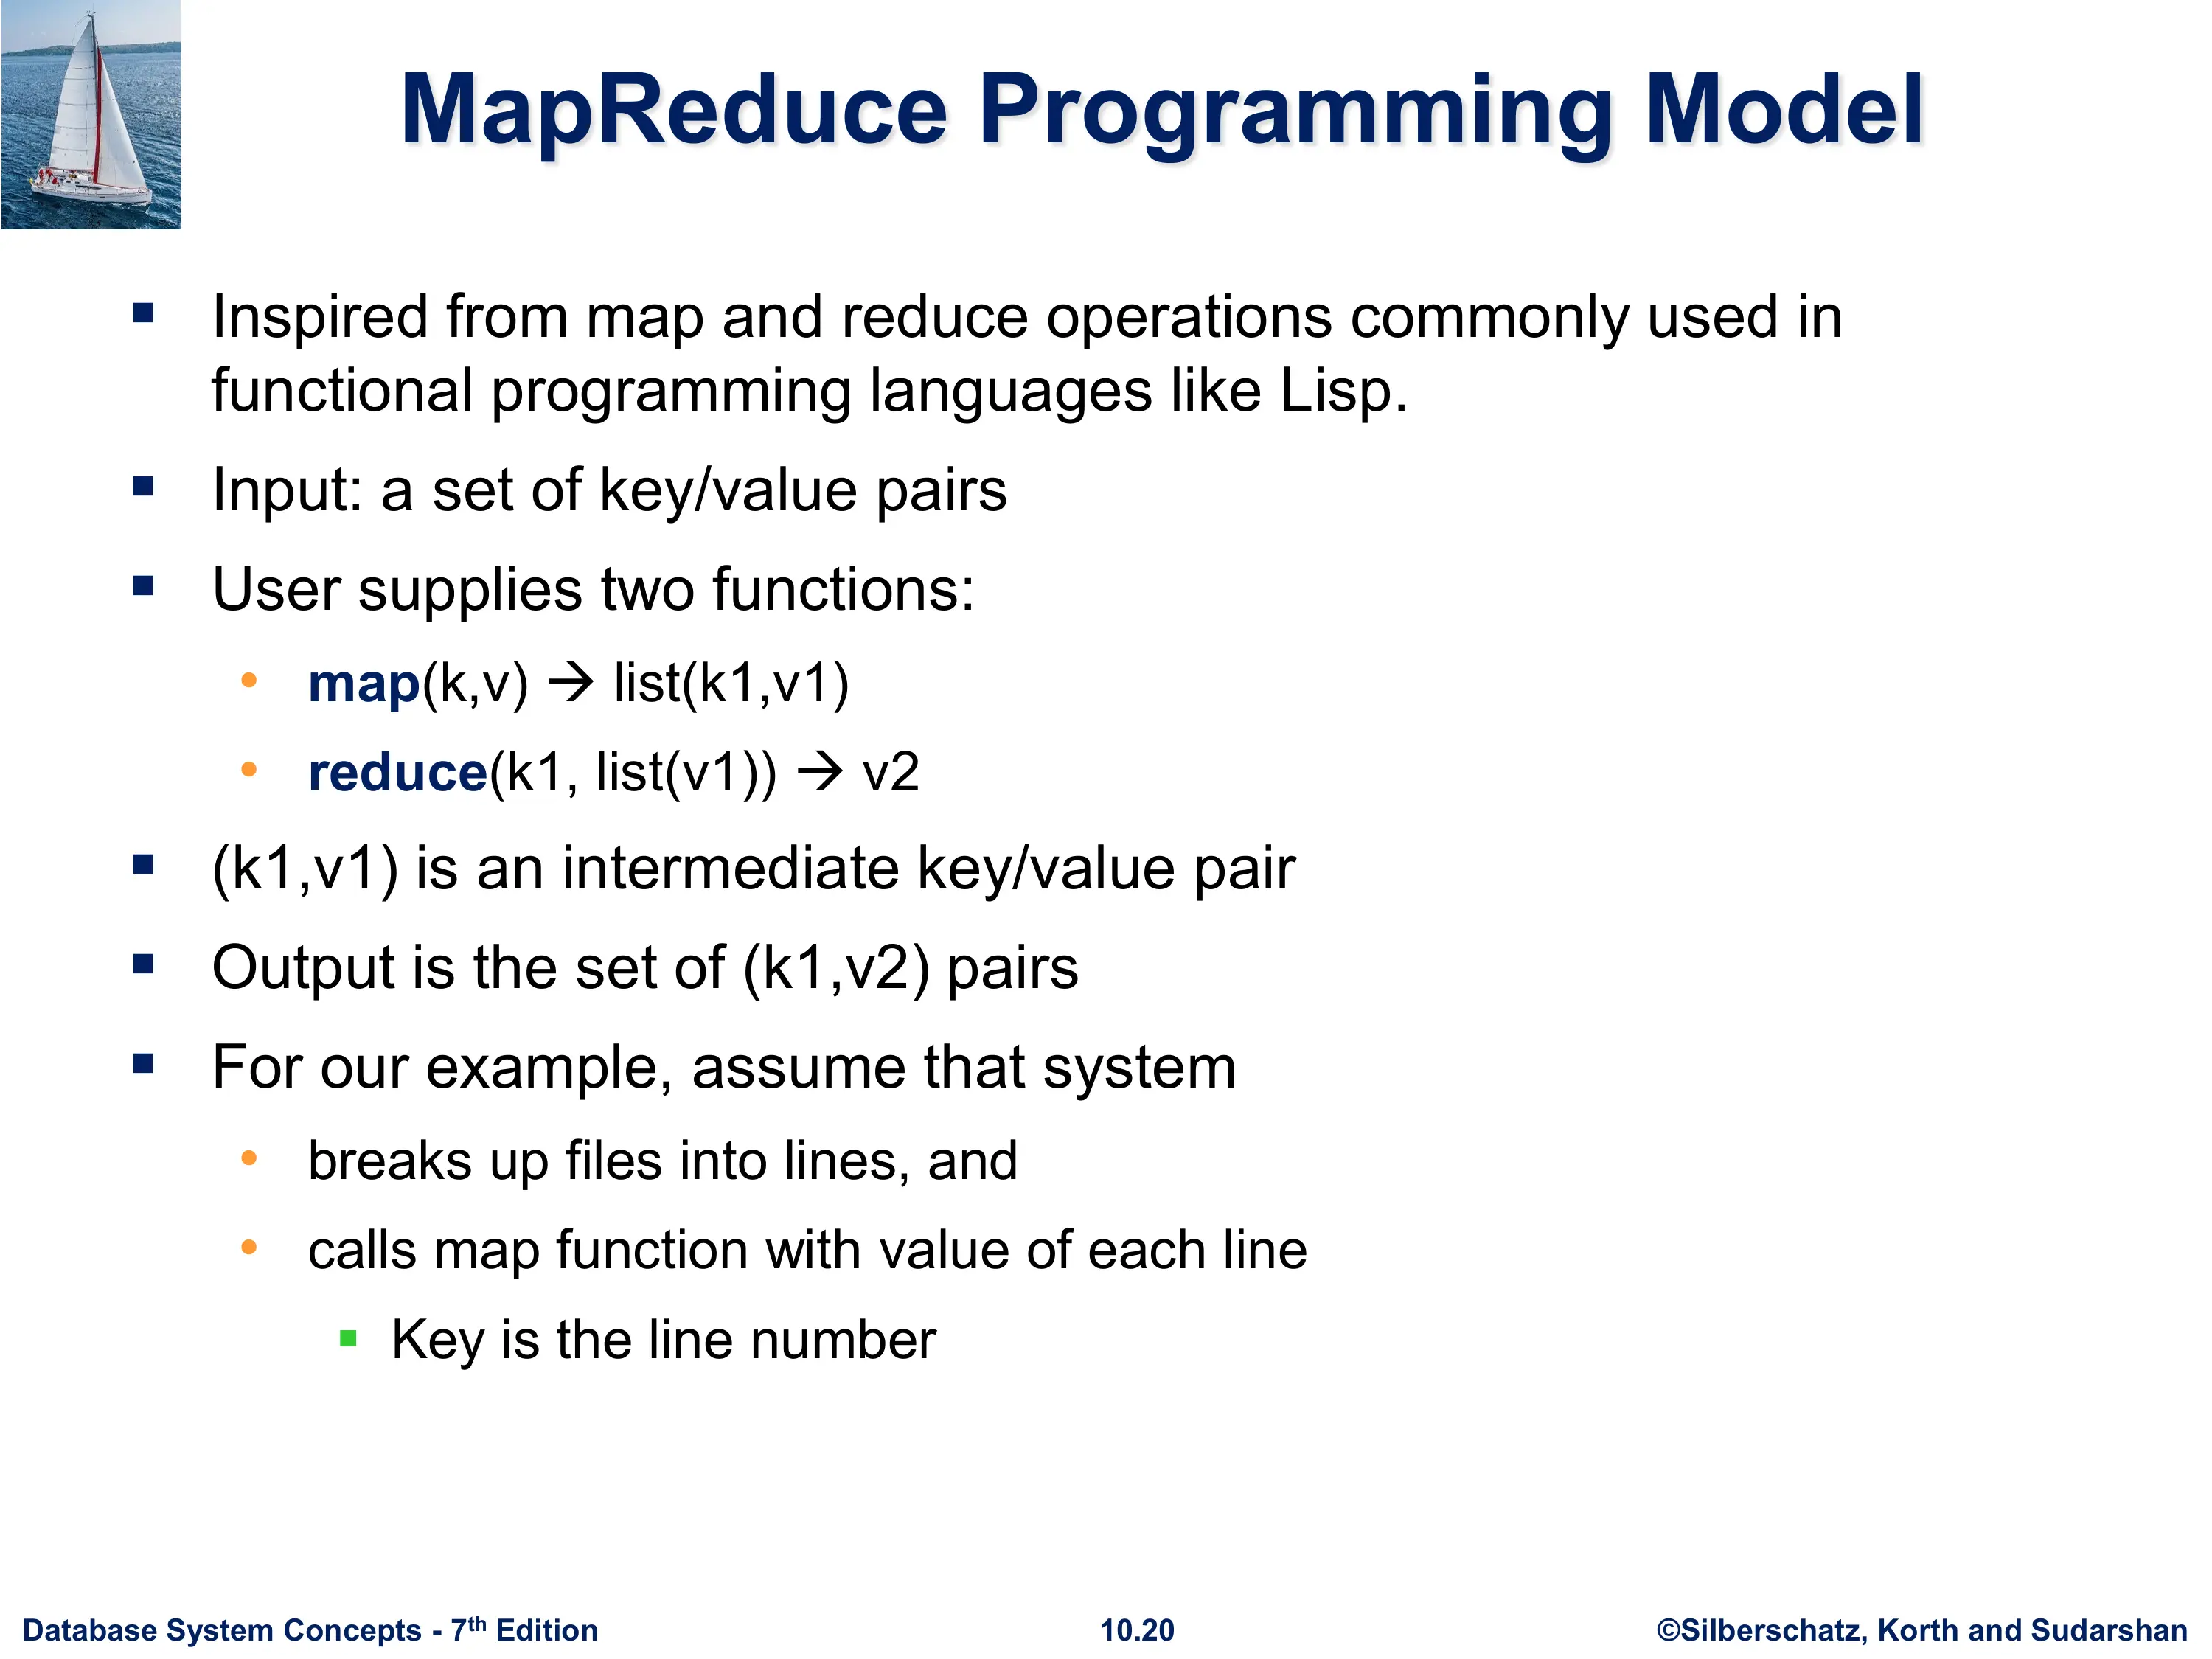 MapReduce Programming Model
▪ Inspired from map and reduce operations commonly used in
functional programming languages like Lisp.
▪ Input: a set of key/value pairs
▪ User supplies two functions:
• map(k,v) → list(k1,v1)
• reduce(k1, list(v1)) → v2
▪ (k1,v1) is an intermediate key/value pair
▪ Output is the set of (k1,v2) pairs
▪ For our example, assume that system
• breaks up files into lines, and
• calls map function with value of each line
▪ Key is the line number
Database System Concepts - 7th Edition 10.20 ©Silberschatz, Korth and Sudarshan